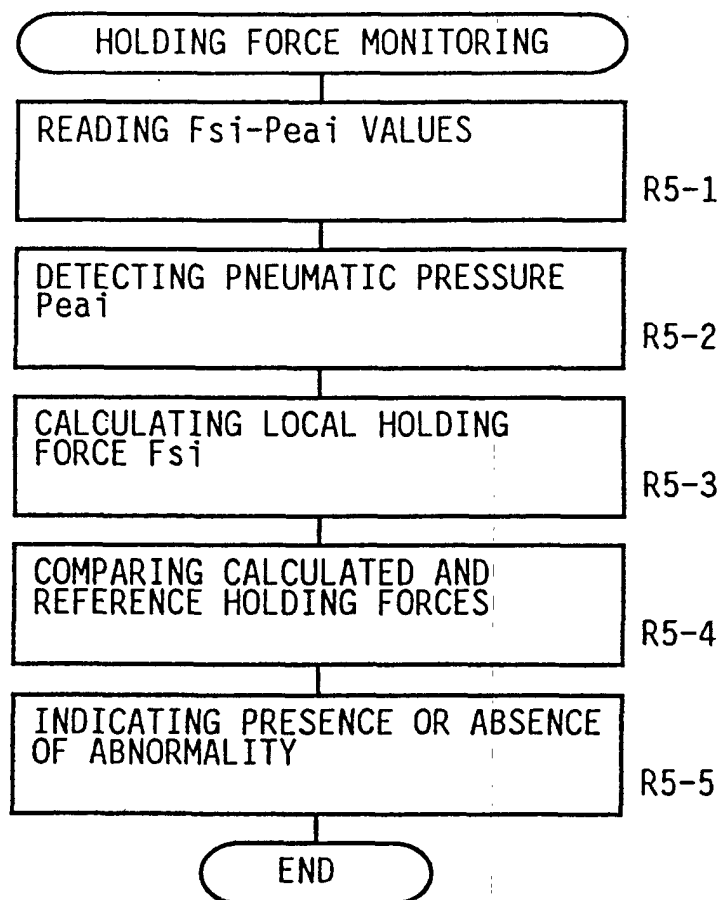 HOLDING FORCE MONITORING
READING Fsi-Peai VALUES
R5-1
DETECTING PNEUMATIC PRESSURE
Peai
R5-2
CALCULATING LOCAL HOLDING
FORCE Fsi
R5-3
COMPARING CALCULATED AND
REFERENCE HOLDING FORCES
R5-4
INDICATING PRESENCE OR ABSENCE
OF ABNORMALITY
R5-5
END